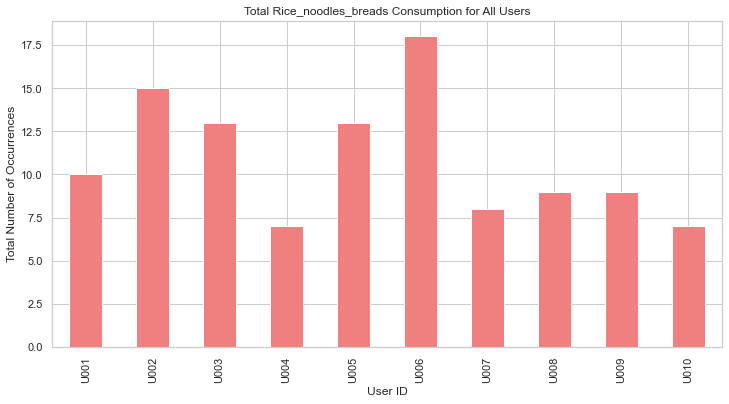 Total Rice_noodles_breads Consumption for All Users
Total Number of Occurrences
17.5
15.0
12.5
10.0
7.5
5.0
2.5
0.0
U001 U002 U003 U004 U005 U006 U007 U008 U009 U010
User ID